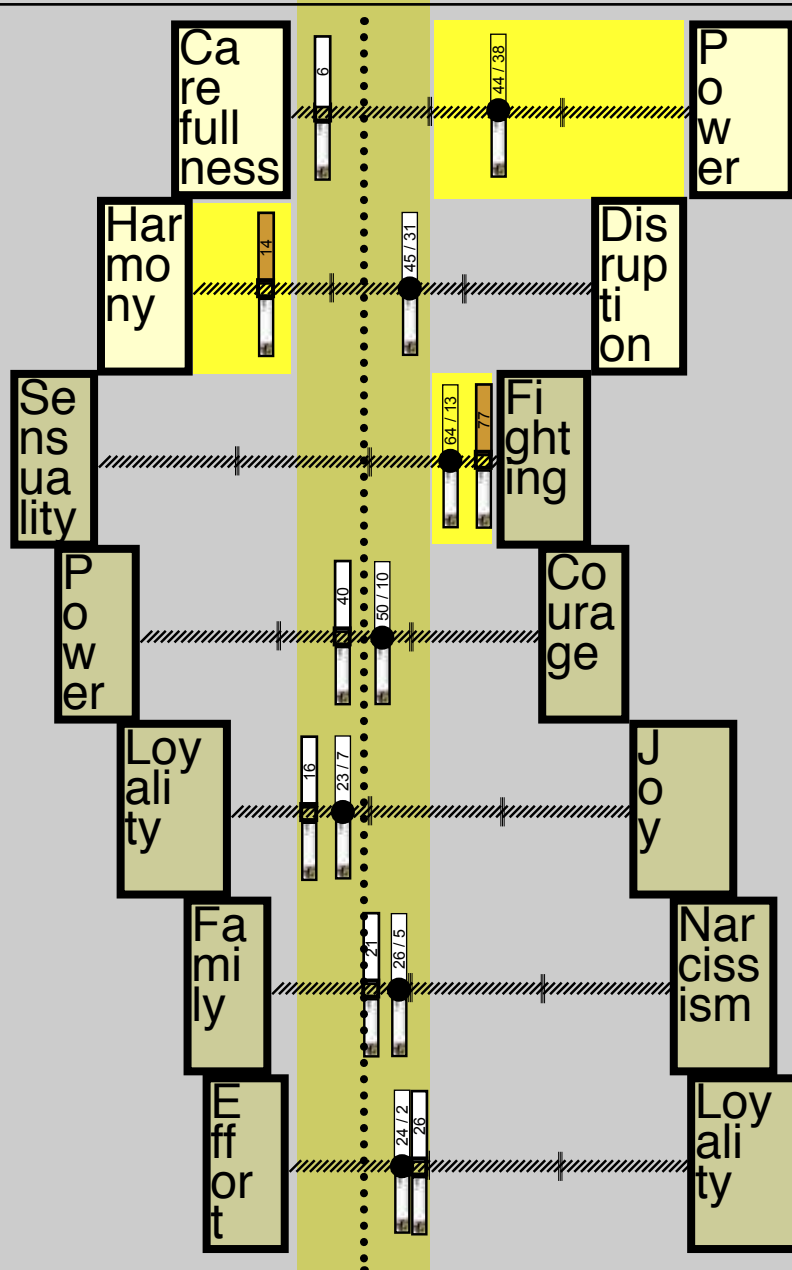 Ca
re
full
ness
6
44 / 38
P
o
w
er
Har
mo
ny
14
45 / 31
Dis
rup
ti
on
Se
ns
ua
lity
64 / 13
77
Fi
ght
ing
P
o
w
er
40
50 / 10
Co
ura
ge
Loy
ali
ty
16
23 / 7
J
o
y
Fa
mi
ly
21
26 / 5
Nar
ciss
ism
E
ff
or
t
24 / 2
26
Loy
ali
ty